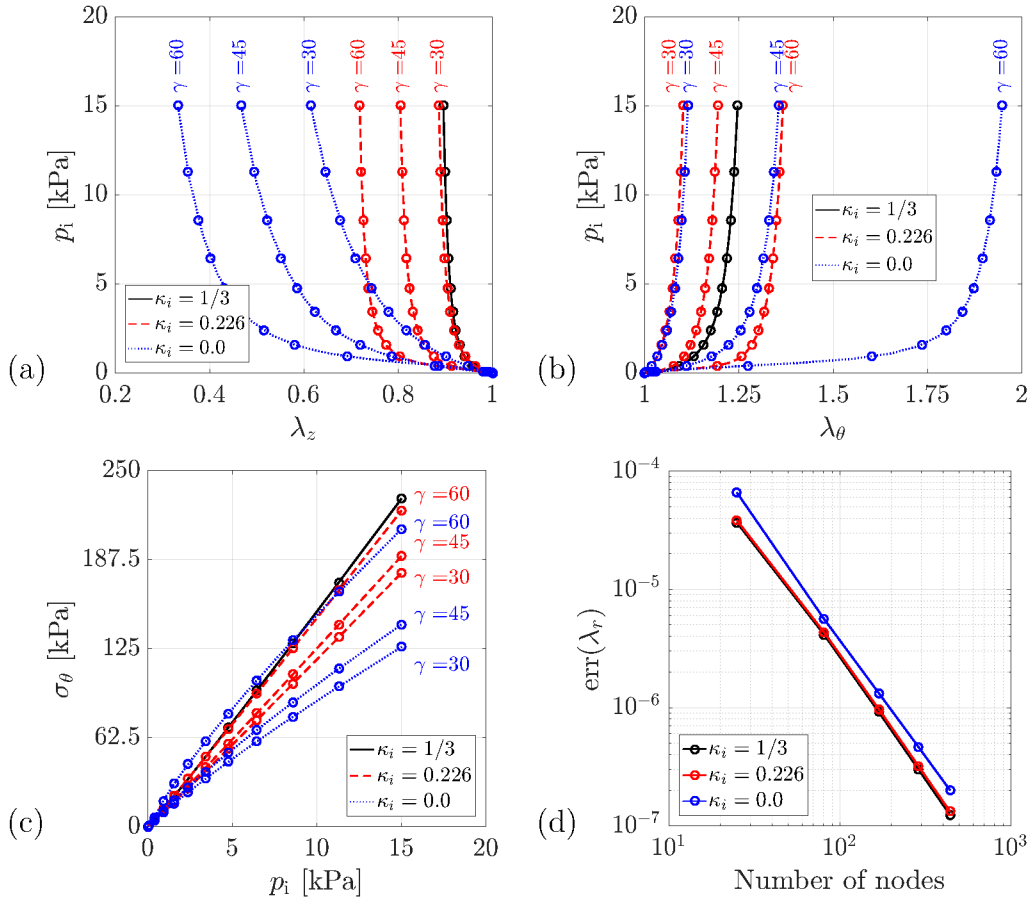 20
15
10
5
0
p_i [kPa]
γ =60
γ =45
γ =30
γ =60
γ =45
γ =30
κ_i = 1/3
κ_i = 0.226
κ_i = 0.0
0.2
0.4
0.6
0.8
1
λ_z
(a)
20
15
10
5
0
p_i [kPa]
γ =30
γ =30
γ =45
γ =45
γ =60
γ =60
κ_i = 1/3
κ_i = 0.226
κ_i = 0.0
1
1.25
1.5
1.75
2
λ_θ
(b)
250
187.5
125
62.5
0
σ_θ [kPa]
γ =60
γ =60
γ =45
γ =30
γ =45
γ =30
κ_i = 1/3
κ_i = 0.226
κ_i = 0.0
0
5
10
15
20
p_i [kPa]
(c)
10^-4
10^-5
10^-6
10^-7
err(λ_r)
κ_i = 1/3
κ_i = 0.226
κ_i = 0.0
10^1
10^2
10^3
Number of nodes
(d)